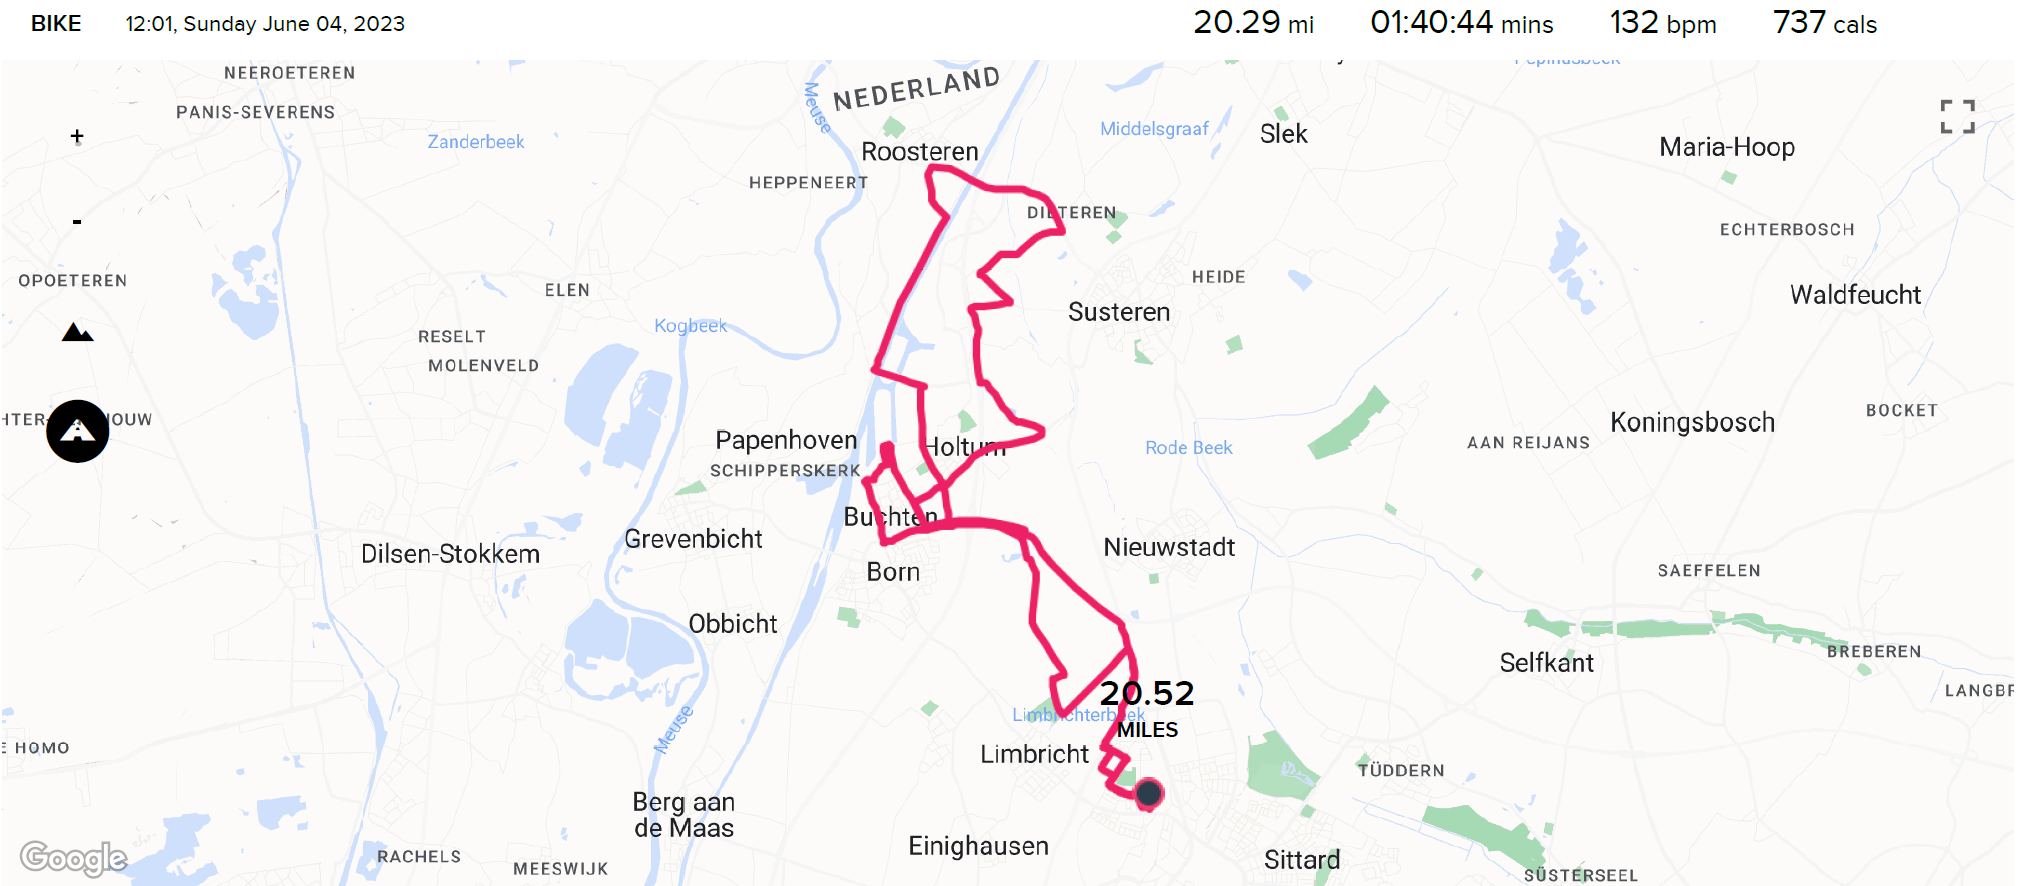 BIKE 12:01, Sunday June 04, 2023 20.29 mi 01:40:44 mins 132 bpm 737 cals
NEEROETEREN
PANIS-SEVERENS
Zanderbeek
Meuse
NEDERLAND
Middelsgraaf
Slek
Maria-Hoop
+
-
Roosteren
HEPPENEERT
DIETEREN
ECHTERBOSCH
OPOETEREN
ELEN
HEIDE
Waldfeucht
Susteren
Kogbeek
RESELT
MOLENVELD
BOCKET
Koningsbosch
AAN REIJANS
Papenhoven
SCHIPPERSKERK
Holtum
Rode Beek
Buchten
Grevenbicht
Dilsen-Stokkem
Nieuwstadt
Born
SAEFFELEN
Obbicht
Selfkant
BREBEREN
LANGBR
20.52
MILES
Limbrichterbeek
Meuse
E HOMO
Limbricht
TÜDDERN
Berg aan
de Maas
Einighausen
Google
RACHELS
MEESWIJK
Sittard
SÜSTERSEEL